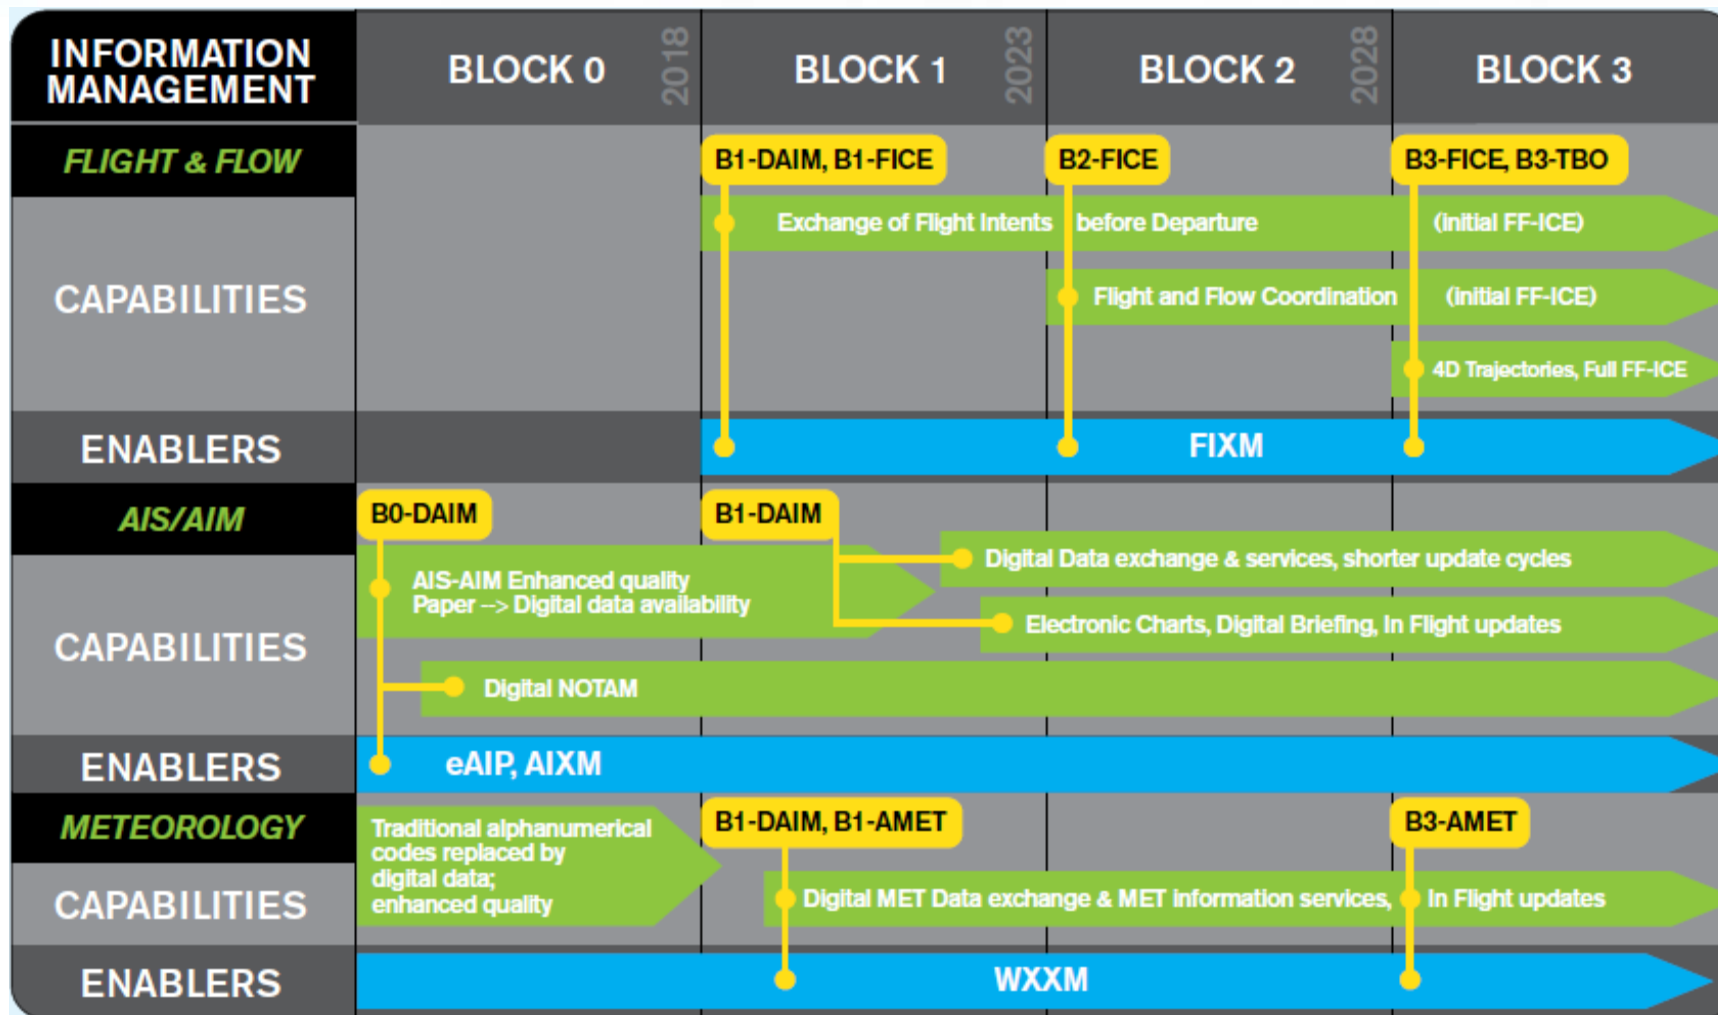 INFORMATION
MANAGEMENT
BLOCK 0
2018
BLOCK 1
2023
BLOCK 2
2028
BLOCK 3
FLIGHT & FLOW
B1-DAIM, B1-FICE
B2-FICE
B3-FICE, B3-TBO
CAPABILITIES
Exchange of Flight Intents before Departure (initial FF-ICE)
Flight and Flow Coordination (initial FF-ICE)
4D Trajectories, Full FF-ICE
ENABLERS
FIXM
AIS/AIM
B0-DAIM
B1-DAIM
CAPABILITIES
AIS-AIM Enhanced quality
Paper --> Digital data availability
Digital Data exchange & services, shorter update cycles
Electronic Charts, Digital Briefing, In Flight updates
Digital NOTAM
ENABLERS
eAIP, AIXM
METEOROLOGY
Traditional alphanumerical
codes replaced by
digital data;
enhanced quality
B1-DAIM, B1-AMET
B3-AMET
CAPABILITIES
Digital MET Data exchange & MET information services, In Flight updates
ENABLERS
WXXM